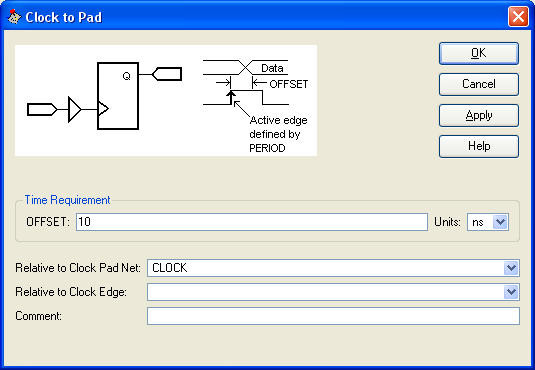 Clock to Pad
Q
Data
OFFSET
Active edge
defined by
PERIOD
OK
Cancel
Apply
Help
Time Requirement
OFFSET: 10 Units: ns
Relative to Clock Pad Net: CLOCK
Relative to Clock Edge:
Comment: